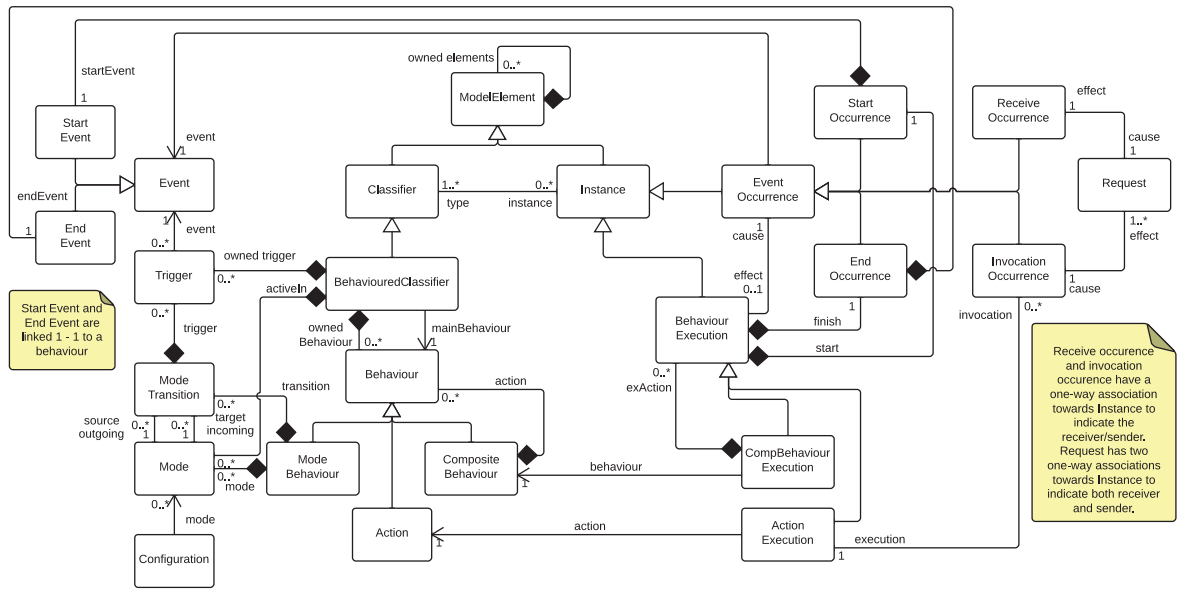 owned elements
0..*
ModelElement
startEvent
1
Start
Event
event
1
Start
Occurrence
1
Receive
Occurrence
effect
1
cause
1
Event
Classifier
1..*
type
0..*
instance
Instance
Event
Occurrence
Request
endEvent
1
End
Event
1
event
0..*
1
cause
1..*
effect
Trigger
owned trigger
0..*
BehaviouredClassifier
End
Occurrence
Invocation
Occurrence
1
cause
activeIn
effect
0..1
1
0..*
invocation
Start Event and
End Event are
linked 1 - 1 to a
behaviour
0..*
trigger
owned
Behaviour
0..*
mainBehaviour
1
Behaviour
Execution
finish
start
Receive occurence
and invocation
occurence have a
one-way association
towards Instance to
indicate the
receiver/sender.
Request has two
one-way associations
towards Instance to
indicate both receiver
and sender.
Mode
Transition
transition
0..*
Behaviour
action
0..*
0..*
exAction
source
outgoing
0..*
1
0..*
1
target
incoming
Mode
0..*
0..*
mode
Mode
Behaviour
Composite
Behaviour
1
behaviour
CompBehaviour
Execution
0..*
mode
Action
1
action
Action
Execution
execution
1
Configuration